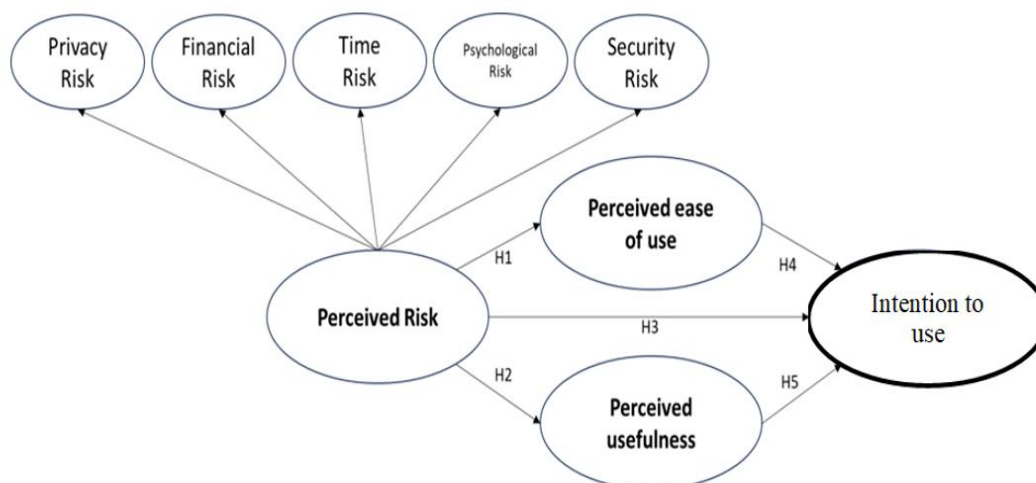 Privacy
Risk
Financial
Risk
Time
Risk
Psychological
Risk
Security
Risk
Perceived ease
of use
H1
H4
Perceived Risk
H3
Intention to
use
H2
H5
Perceived
usefulness